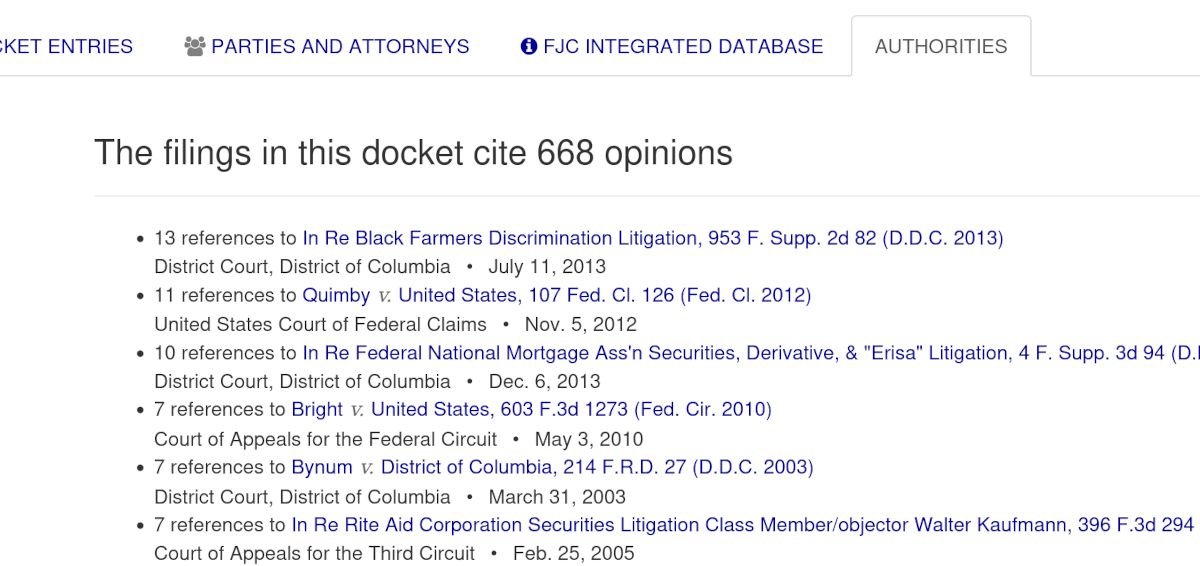 CKET ENTRIES PARTIES AND ATTORNEYS FJC INTEGRATED DATABASE AUTHORITIES
The filings in this docket cite 668 opinions
• 13 references to In Re Black Farmers Discrimination Litigation, 953 F. Supp. 2d 82 (D.D.C. 2013)
District Court, District of Columbia • July 11, 2013
• 11 references to Quimby v. United States, 107 Fed. Cl. 126 (Fed. Cl. 2012)
United States Court of Federal Claims • Nov. 5, 2012
• 10 references to In Re Federal National Mortgage Ass'n Securities, Derivative, & "Erisa" Litigation, 4 F. Supp. 3d 94 (D.
District Court, District of Columbia • Dec. 6, 2013
• 7 references to Bright v. United States, 603 F.3d 1273 (Fed. Cir. 2010)
Court of Appeals for the Federal Circuit • May 3, 2010
• 7 references to Bynum v. District of Columbia, 214 F.R.D. 27 (D.D.C. 2003)
District Court, District of Columbia • March 31, 2003
• 7 references to In Re Rite Aid Corporation Securities Litigation Class Member/objector Walter Kaufmann, 396 F.3d 294
Court of Appeals for the Third Circuit • Feb. 25, 2005